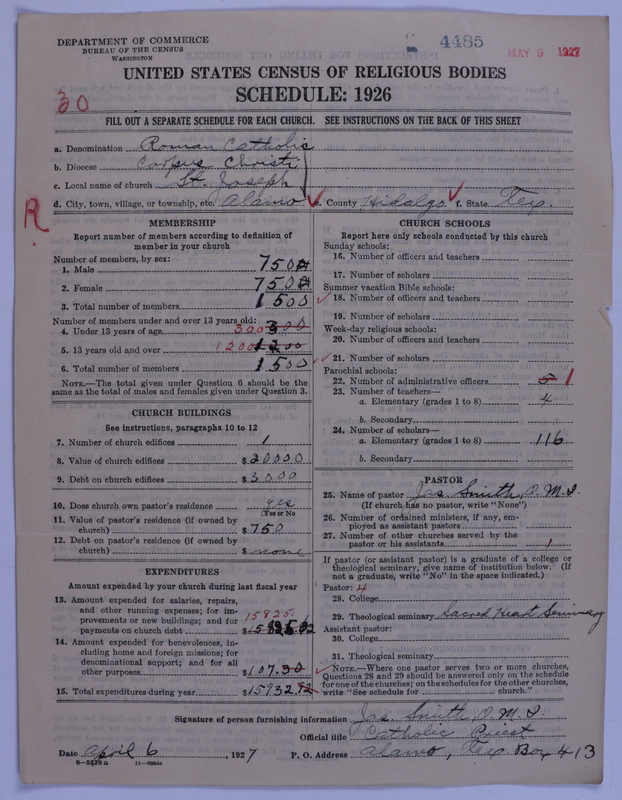 DEPARTMENT OF COMMERCE
BUREAU OF THE CENSUS
WASHINGTON
4485
MAY 9 1927
UNITED STATES CENSUS OF RELIGIOUS BODIES
SCHEDULE: 1926
30
FILL OUT A SEPARATE SCHEDULE FOR EACH CHURCH. SEE INSTRUCTIONS ON THE BACK OF THIS SHEET
a. Denomination Roman Catholic
b. Diocese Corpus Christi
c. Local name of church St. Joseph
d. City, town, village, or township, etc. Alamo e. County Hidalgo f. State Tex.
R
MEMBERSHIP
Report number of members according to definition of
member in your church
Number of members, by sex:
1. Male 750
2. Female 750
3. Total number of members 1500
Number of members under and over 13 years old:
4. Under 13 years of age 300 300
5. 13 years old and over 1200 1200
6. Total number of members 1500
NOTE.—The total given under Question 6 should be the
same as the total of males and females given under Question 3.
CHURCH BUILDINGS
See instructions, paragraphs 10 to 12
7. Number of church edifices 1
8. Value of church edifices $20000
9. Debt on church edifices $3000
10. Does church own pastor's residence yes
(Yes or No)
11. Value of pastor's residence (if owned by
church) $750
12. Debt on pastor's residence (if owned by
church) $ none
EXPENDITURES
Amount expended by your church during last fiscal year
13. Amount expended for salaries, repairs,
and other running expenses; for im-
provements or new buildings; and for 15825.
payments on church debt $
14. Amount expended for benevolences, in-
cluding home and foreign missions; for
denominational support; and for all
other purposes $107.30
15. Total expenditures during year $15932.92
CHURCH SCHOOLS
Report here only schools conducted by this church
Sunday schools:
16. Number of officers and teachers
17. Number of scholars
Summer vacation Bible schools:
18. Number of officers and teachers
19. Number of scholars
Week-day religious schools:
20. Number of officers and teachers
21. Number of scholars
Parochial schools:
22. Number of administrative officers 5 1
23. Number of teachers—
a. Elementary (grades 1 to 8) 4
b. Secondary
24. Number of scholars—
a. Elementary (grades 1 to 8) 116
b. Secondary
PASTOR
25. Name of pastor Jas. Smith, O.M.I.
(If church has no pastor, write "None")
26. Number of ordained ministers, if any, em-
ployed as assistant pastors
27. Number of other churches served by the
pastor or his assistants 1
If pastor (or assistant pastor) is a graduate of a college or
theological seminary, give name of institution below. (If
not a graduate, write "No" in the space indicated.)
Pastor: 4
28. College
29. Theological seminary Sacred Heart Seminary
Assistant pastor:
30. College
31. Theological seminary
NOTE.—Where one pastor serves two or more churches,
Questions 28 and 29 should be answered only on the schedule
for one of the churches; on the schedules for the other churches,
write "See schedule for church."
Signature of person furnishing information Jas. Smith, O.M.I.
Official title Catholic Priest
Date April 6, 1927 P. O. Address Alamo, Tex. Box 413